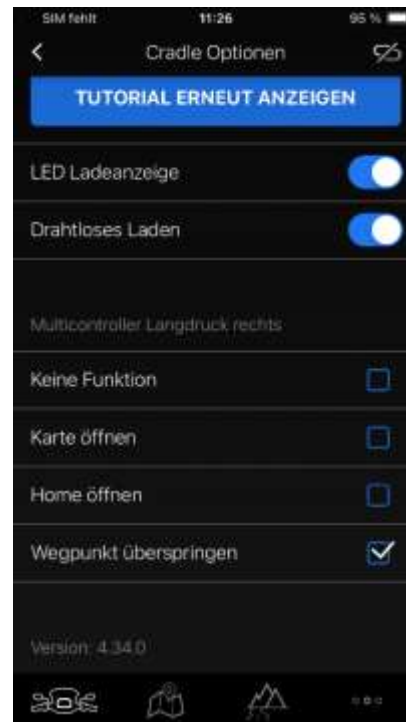 SIM fehlt 11:26 95 %
Cradle Optionen
TUTORIAL ERNEUT ANZEIGEN
LED Ladeanzeige
Drahtloses Laden
Multicontroller Langdruck rechts
Keine Funktion
Karte öffnen
Home öffnen
Wegpunkt überspringen
Version: 4.34.0